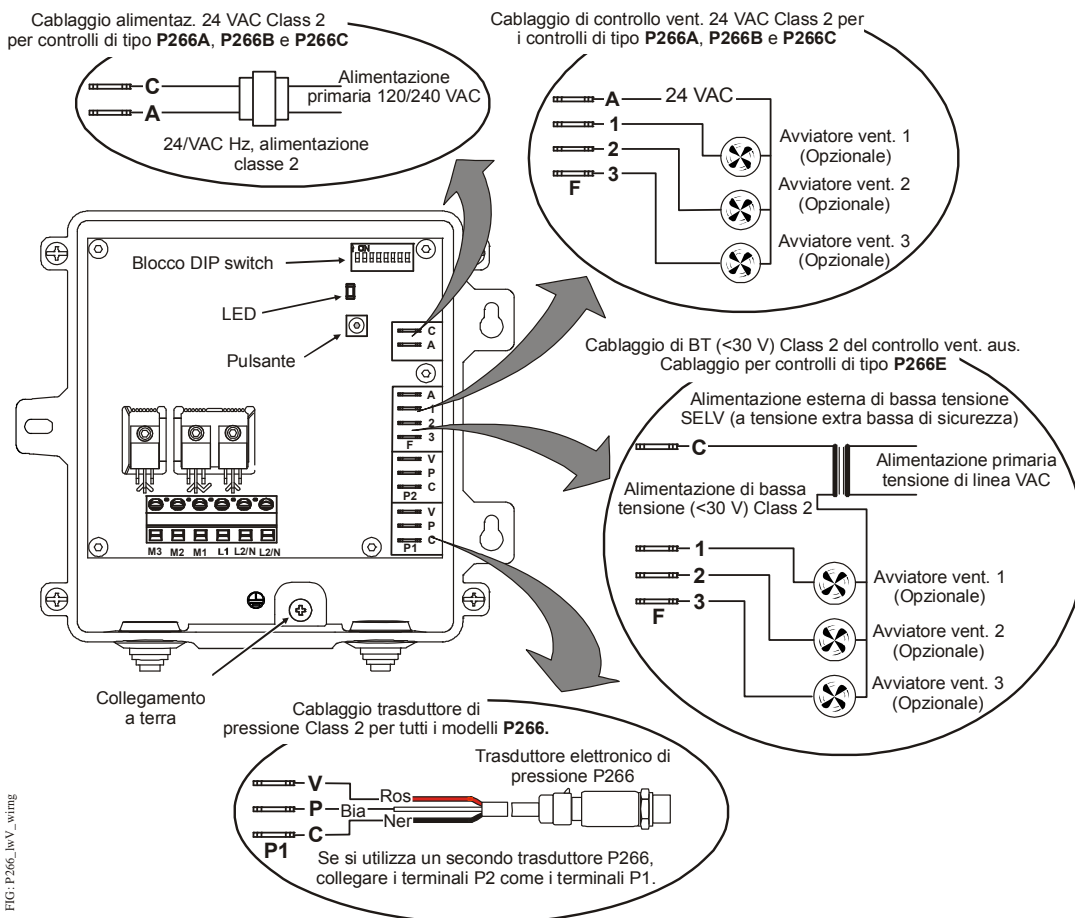 Cablaggio alimentaz. 24 VAC Class 2
per controlli di tipo P266A, P266B e P266C
C
A
Alimentazione
primaria 120/240 VAC
24/VAC Hz, alimentazione
classe 2
Cablaggio di controllo vent. 24 VAC Class 2 per
i controlli di tipo P266A, P266B e P266C
A
24 VAC
1
2
3
F
Avviatore vent. 1
(Opzionale)
Avviatore vent. 2
(Opzionale)
Avviatore vent. 3
(Opzionale)
Blocco DIP switch
ON
LED
Pulsante
C
A
A
1
2
3
F
V
P
C
P2
V
P
C
P1
M3 M2 M1 L1 L2/N L2/N
Collegamento
a terra
Cablaggio di BT (<30 V) Class 2 del controllo vent. aus.
Cablaggio per controlli di tipo P266E
Alimentazione esterna di bassa tensione
SELV (a tensione extra bassa di sicurezza)
C
Alimentazione primaria
tensione di linea VAC
Alimentazione di bassa
tensione (<30 V) Class 2
1
2
3
F
Avviatore vent. 1
(Opzionale)
Avviatore vent. 2
(Opzionale)
Avviatore vent. 3
(Opzionale)
Cablaggio trasduttore di
pressione Class 2 per tutti i modelli P266.
Trasduttore elettronico di
pressione P266
V
P
C
P1
Ros
Bia
Ner
Se si utilizza un secondo trasduttore P266,
collegare i terminali P2 come i terminali P1.
FIG: P266_lwV_wirng